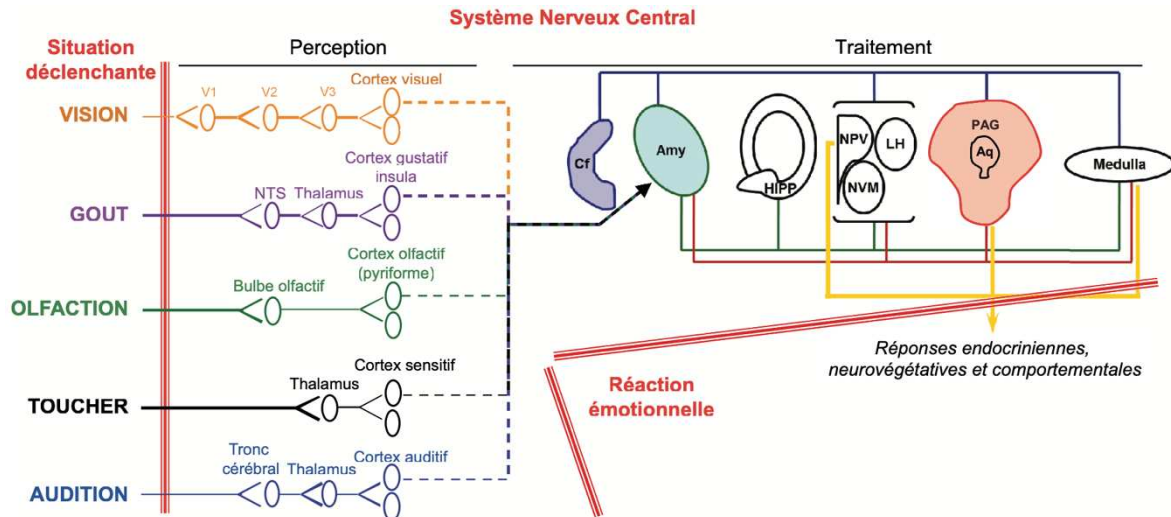 Système Nerveux Central
Situation
déclenchante
Perception
Traitement
VISION
V1
V2
V3
Cortex visuel
GOUT
NTS
Thalamus
Cortex gustatif
insula
OLFACTION
Bulbe olfactif
Cortex olfactif
(pyriforme)
TOUCHER
Thalamus
Cortex sensitif
AUDITION
Tronc
cérébral
Thalamus
Cortex auditif
Cf
Amy
HIPP
NPV
LH
NVM
PAG
Aq
Medulla
Réponses endocriniennes,
neurovégétatives et comportementales
Réaction
émotionnelle